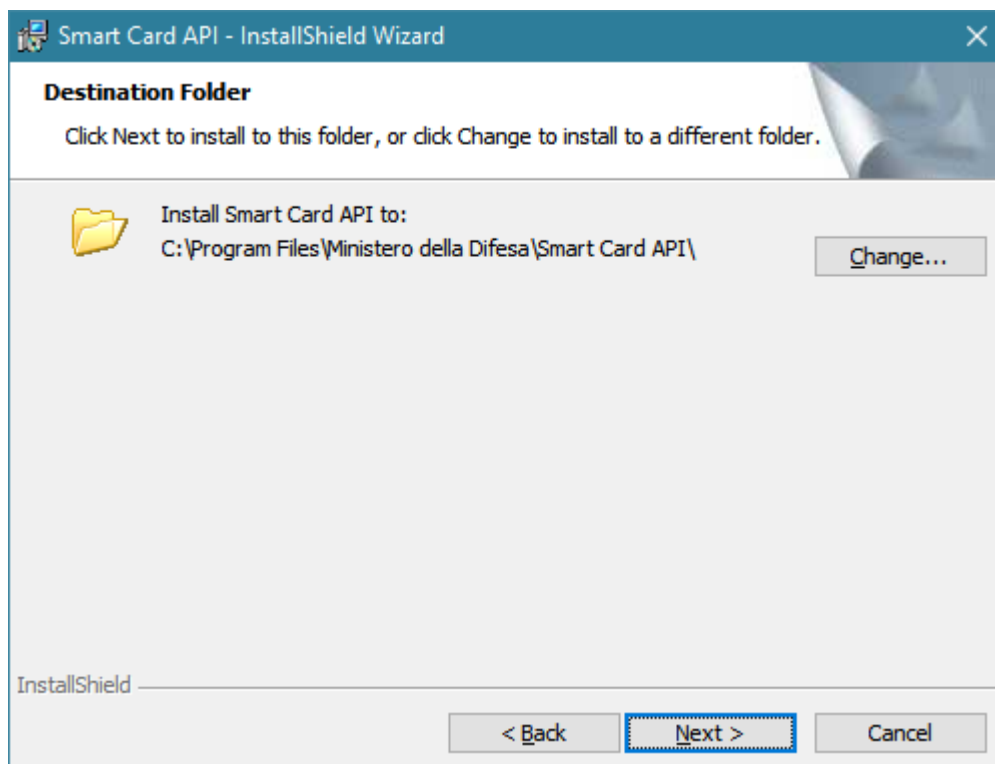 Smart Card API - InstallShield Wizard
Destination Folder
Click Next to install to this folder, or click Change to install to a different folder.
Install Smart Card API to:
C:\Program Files\Ministero della Difesa\Smart Card API\
Change...
InstallShield
< Back
Next >
Cancel